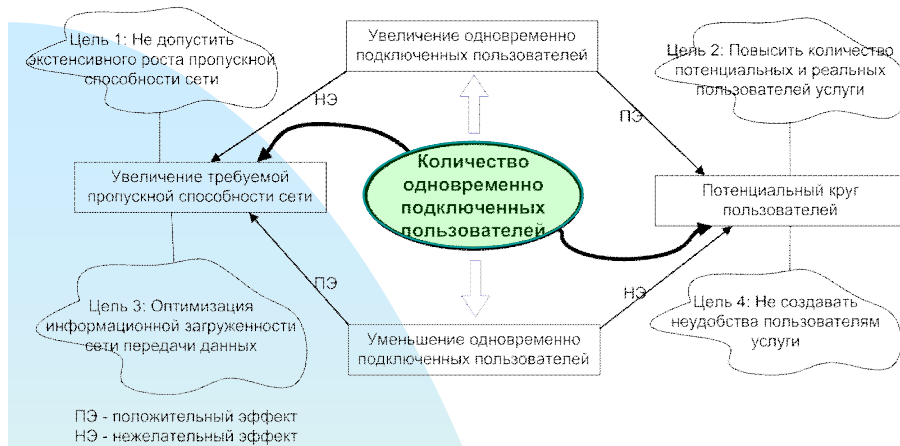 Цель 1: Не допустить
экстенсивного роста пропускной
способности сети
Увеличение одновременно
подключенных пользователей
Цель 2: Повысить количество
потенциальных и реальных
пользователей услуги
НЭ
ПЭ
Увеличение требуемой
пропускной способности сети
Количество
одновременно
подключенных
пользователей
Потенциальный круг
пользователей
ПЭ
НЭ
Цель 3: Оптимизация
информационной загруженности
сети передачи данных
Уменьшение одновременно
подключенных пользователей
Цель 4: Не создавать
неудобства пользователям
услуги
ПЭ - положительный эффект
НЭ - нежелательный эффект